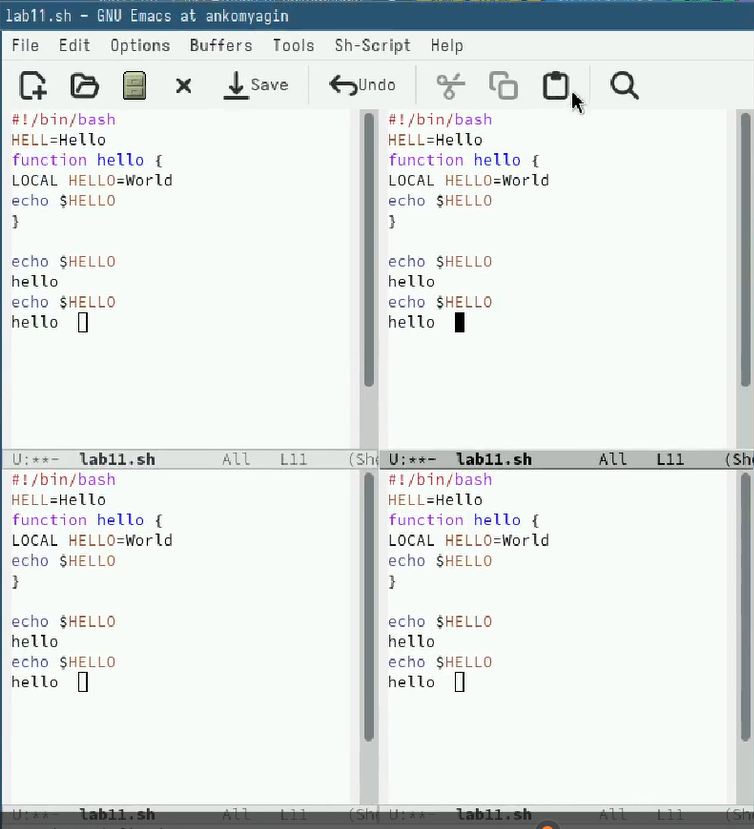 lab11.sh - GNU Emacs at ankomyagin
File Edit Options Buffers Tools Sh-Script Help
Save Undo
#!/bin/bash
HELL=Hello
function hello {
LOCAL HELLO=World
echo $HELLO
}
echo $HELLO
hello
echo $HELLO
hello
U:**- lab11.sh All L11 (She
#!/bin/bash
HELL=Hello
function hello {
LOCAL HELLO=World
echo $HELLO
}
echo $HELLO
hello
echo $HELLO
hello
U:**- lab11.sh All L11 (Sh
#!/bin/bash
HELL=Hello
function hello {
LOCAL HELLO=World
echo $HELLO
}
echo $HELLO
hello
echo $HELLO
hello
U:**- lab11.sh All L11 (She
#!/bin/bash
HELL=Hello
function hello {
LOCAL HELLO=World
echo $HELLO
}
echo $HELLO
hello
echo $HELLO
hello
U:**- lab11.sh All L11 (Sh